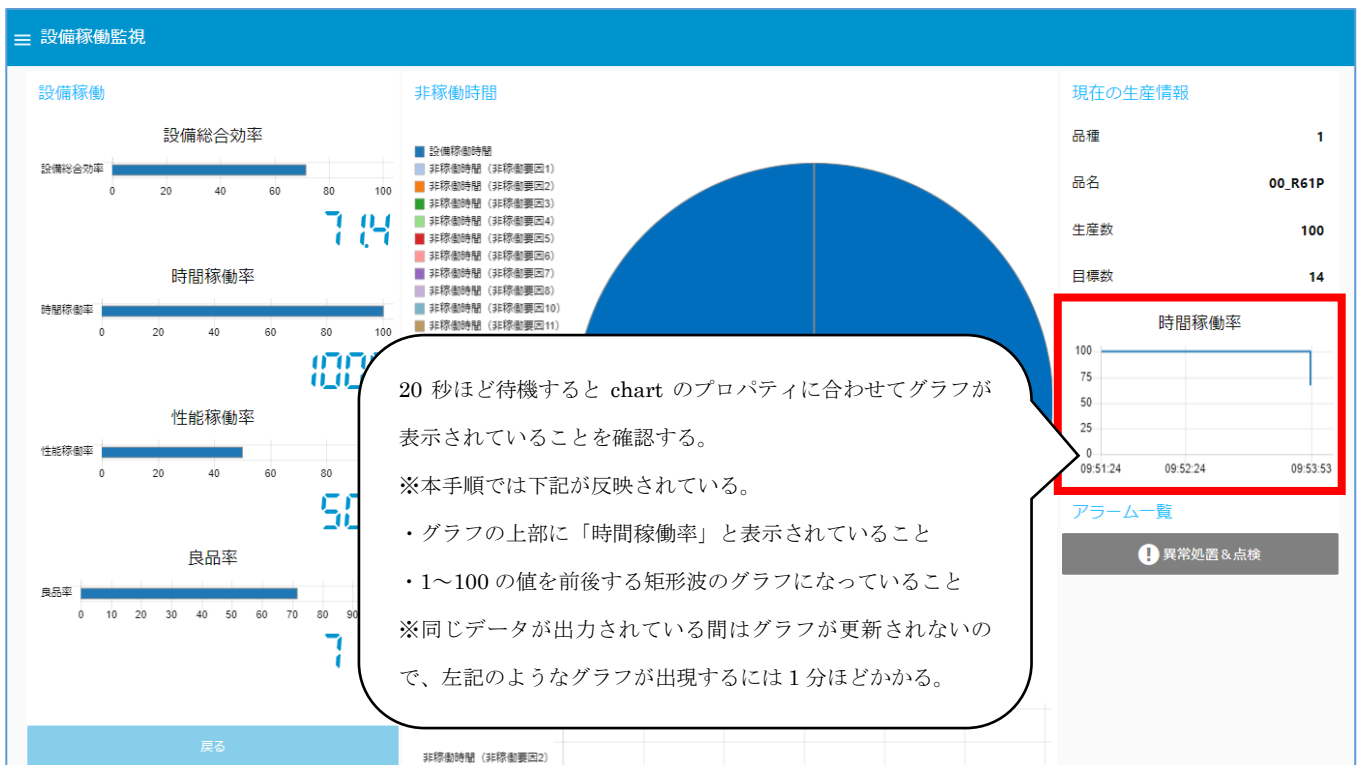 設備稼働監視
設備稼働
設備総合効率
設備総合効率
0 20 40 60 80 100
71.4
時間稼働率
時間稼働率
0 20 40 60 80 100
100
性能稼働率
性能稼働率
0 20 40 60 80
50
良品率
良品率
0 10 20 30 40 50 60 70 80 90
7
戻る
非稼働時間
設備稼働時間
非稼働時間（非稼働要因1）
非稼働時間（非稼働要因2）
非稼働時間（非稼働要因3）
非稼働時間（非稼働要因4）
非稼働時間（非稼働要因5）
非稼働時間（非稼働要因6）
非稼働時間（非稼働要因7）
非稼働時間（非稼働要因8）
非稼働時間（非稼働要因10）
非稼働時間（非稼働要因11）
20 秒ほど待機すると chart のプロパティに合わせてグラフが
表示されていることを確認する。
※本手順では下記が反映されている。
・グラフの上部に「時間稼働率」と表示されていること
・1～100 の値を前後する矩形波のグラフになっていること
※同じデータが出力されている間はグラフが更新されないの
で、左記のようなグラフが出現するには 1 分ほどかかる。
非稼働時間（非稼働要因2）
現在の生産情報
品種 1
品名 00_R61P
生産数 100
目標数 14
時間稼働率
100
75
50
25
0
09:51:24 09:52:24 09:53:53
アラーム一覧
異常処置＆点検